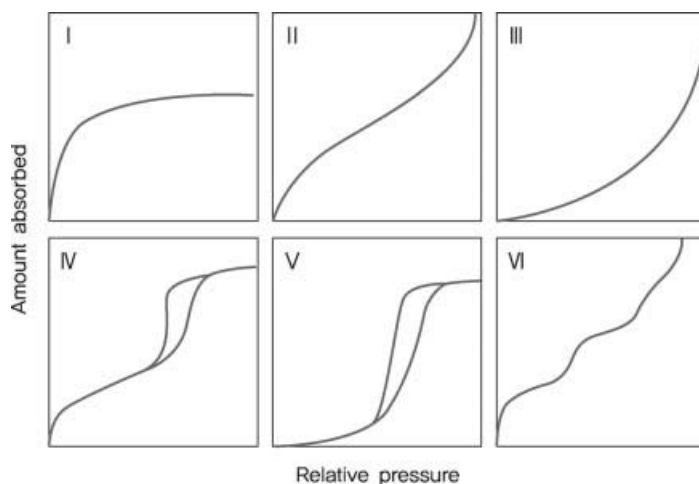 I
II
III
Amount absorbed
IV
V
VI
Relative pressure